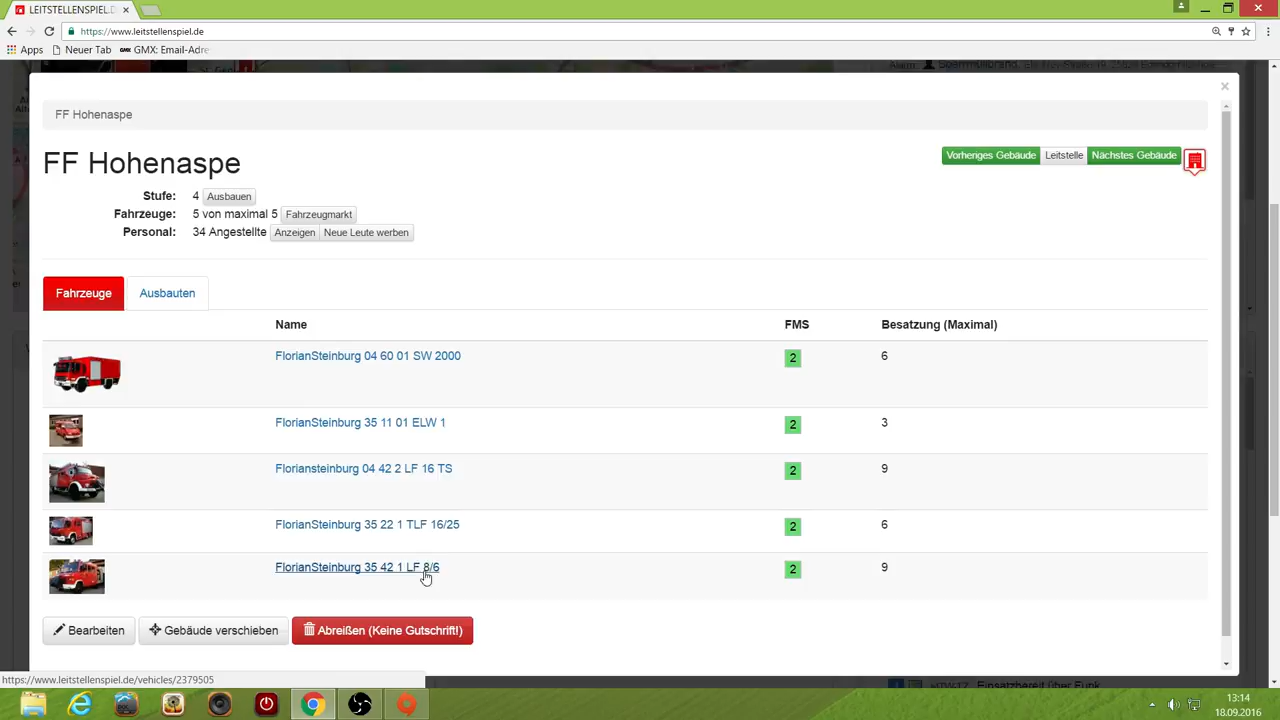 LEITSTELLENSPIEL.D
https://www.leitstellenspiel.de
Apps Neuer Tab GMX GMX: Email-Adre
FF Hohenaspe
FF Hohenaspe
Vorheriges Gebäude Leitstelle Nächstes Gebäude
Stufe: 4 Ausbauen
Fahrzeuge: 5 von maximal 5 Fahrzeugmarkt
Personal: 34 Angestellte Anzeigen Neue Leute werben
Fahrzeuge Ausbauten
Name FMS Besatzung (Maximal)
FlorianSteinburg 04 60 01 SW 2000 2 6
FlorianSteinburg 35 11 01 ELW 1 2 3
Floriansteinburg 04 42 2 LF 16 TS 2 9
FlorianSteinburg 35 22 1 TLF 16/25 2 6
FlorianSteinburg 35 42 1 LF 8/6 2 9
Bearbeiten Gebäude verschieben Abreißen (Keine Gutschrift!)
https://www.leitstellenspiel.de/vehicles/2379505
Einsatzbereit über Funk
13:14
18.09.2016